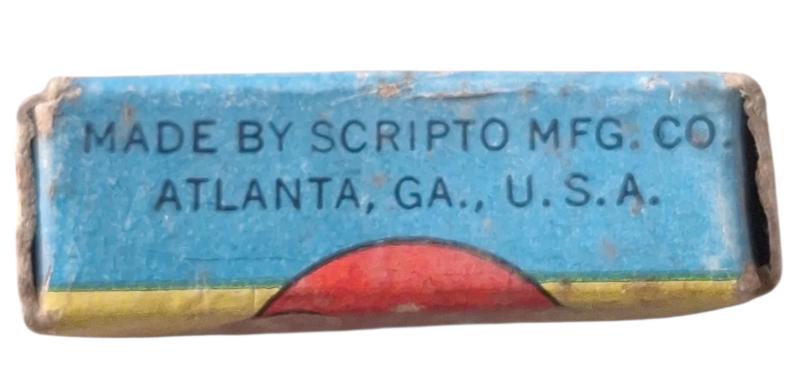 MADE BY SCRIPTO MFG. CO.
ATLANTA, GA., U.S.A.